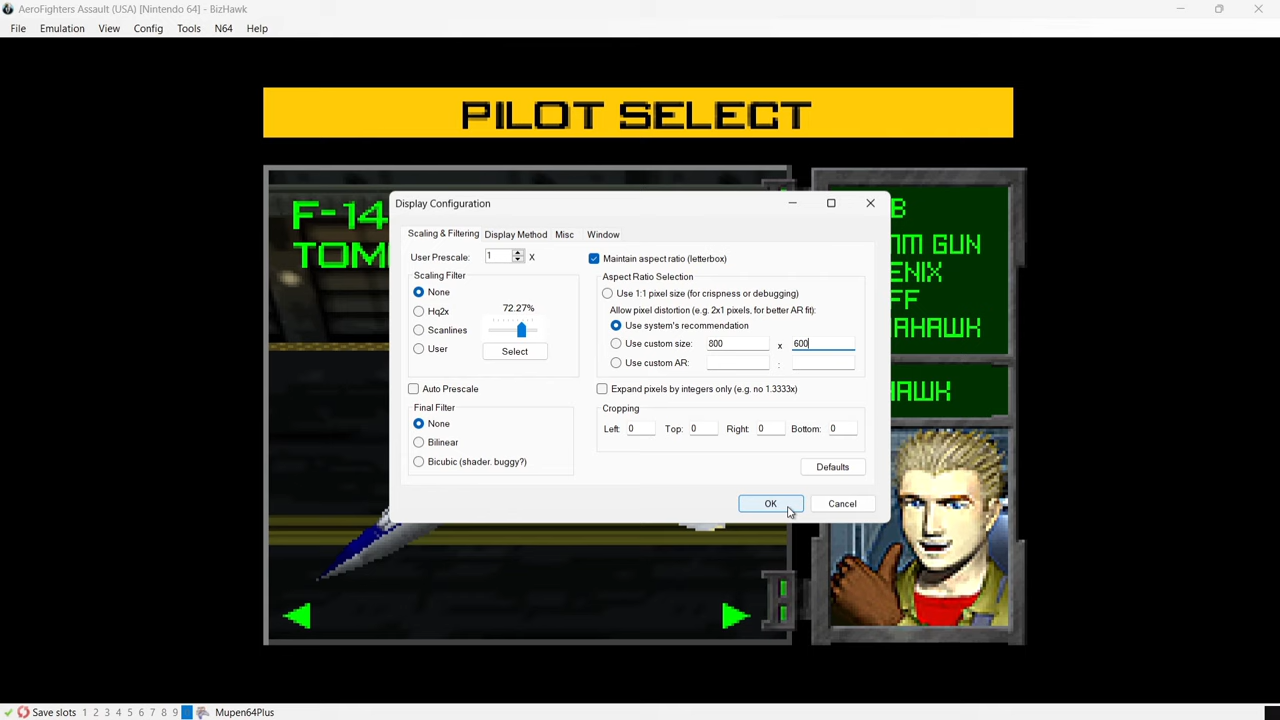 AeroFighters Assault (USA) [Nintendo 64] - BizHawk
File Emulation View Config Tools N64 Help
PILOT SELECT
F-14
TOM
B
MM GUN
ENIX
FF
AHAWK
HAWK
Display Configuration
Scaling & Filtering Display Method Misc Window
User Prescale: 1 X
Scaling Filter
None
Hq2x
72.27%
Scanlines
User
Select
Auto Prescale
Final Filter
None
Bilinear
Bicubic (shader. buggy?)
Maintain aspect ratio (letterbox)
Aspect Ratio Selection
Use 1:1 pixel size (for crispness or debugging)
Allow pixel distortion (e.g. 2x1 pixels, for better AR fit):
Use system's recommendation
Use custom size: 800 x 600
Use custom AR: :
Expand pixels by integers only (e.g. no 1.3333x)
Cropping
Left: 0 Top: 0 Right: 0 Bottom: 0
Defaults
OK Cancel
Save slots 1 2 3 4 5 6 7 8 9 Mupen64Plus